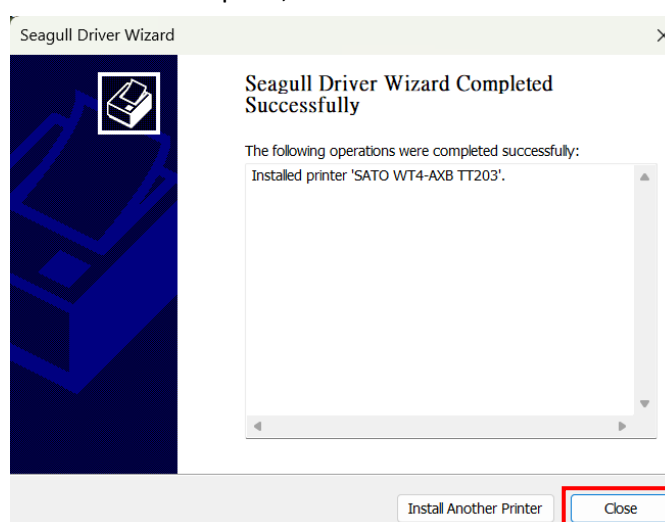 Seagull Driver Wizard
Seagull Driver Wizard Completed
Successfully
The following operations were completed successfully:
Installed printer 'SATO WT4-AXB TT203'.
Install Another Printer
Close